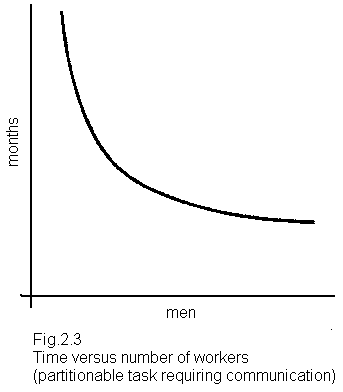 months
men
Fig.2.3
Time versus number of workers
(partitionable task requiring communication)